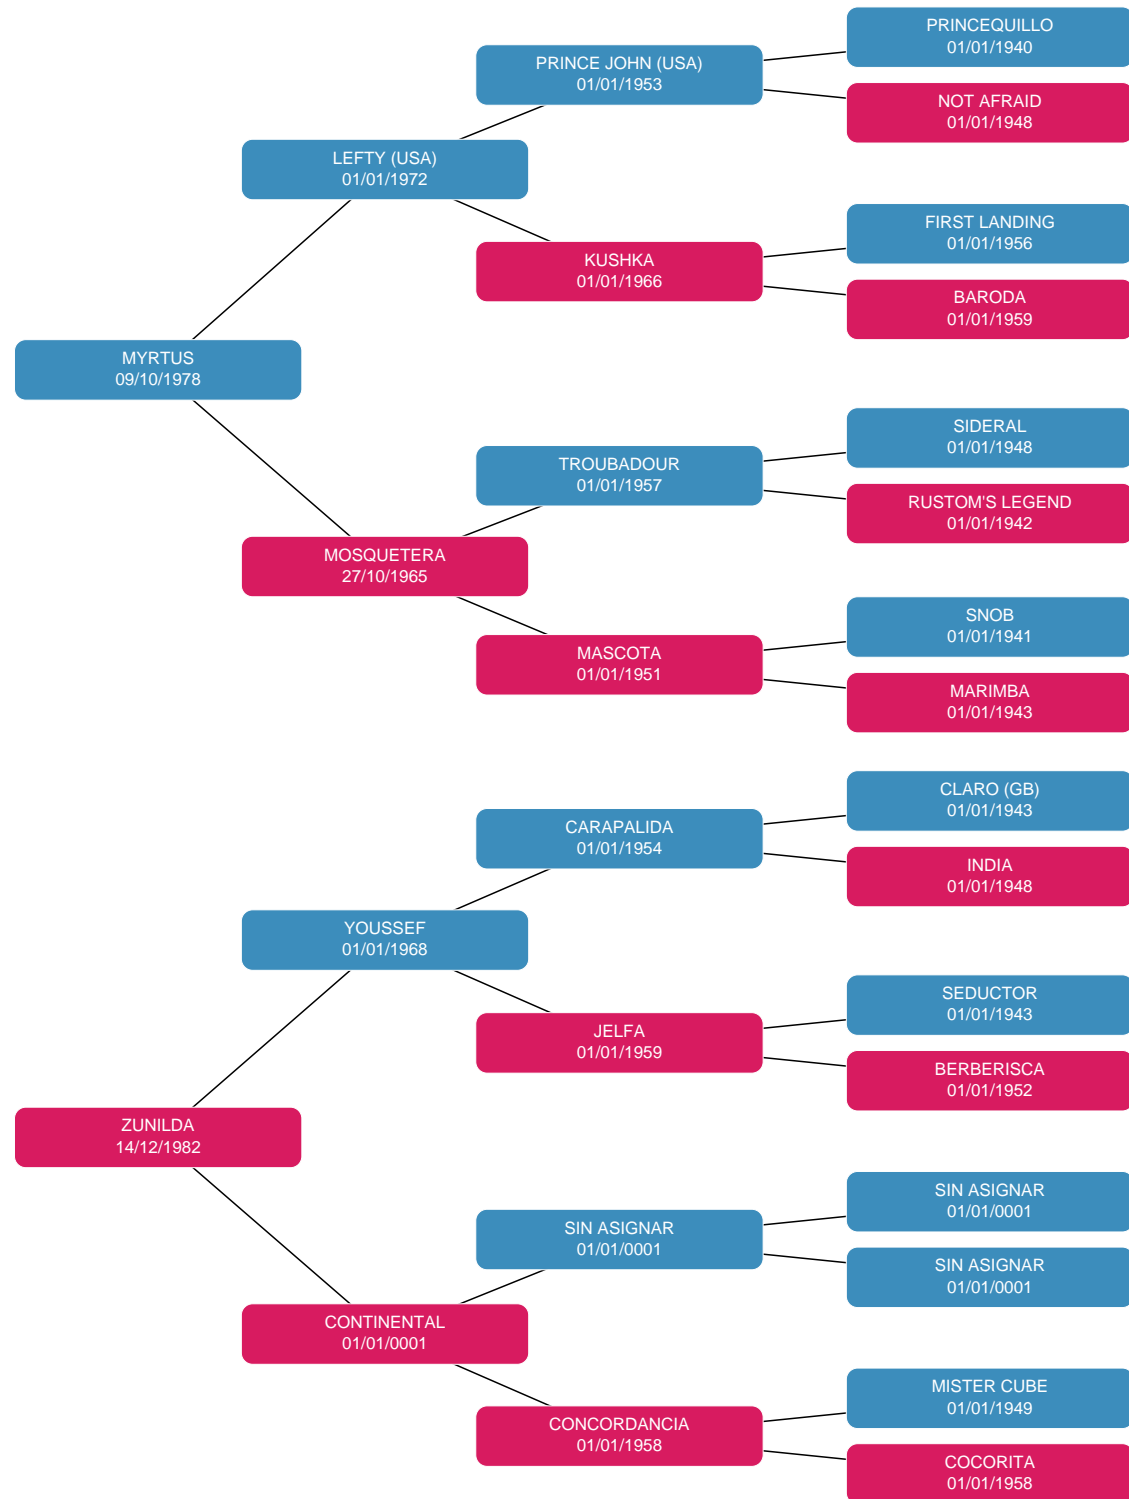 PRINCEQUILLO
01/01/1940
PRINCE JOHN (USA)
01/01/1953
NOT AFRAID
01/01/1948
LEFTY (USA)
01/01/1972
FIRST LANDING
01/01/1956
KUSHKA
01/01/1966
BARODA
01/01/1959
MYRTUS
09/10/1978
SIDERAL
01/01/1948
TROUBADOUR
01/01/1957
RUSTOM'S LEGEND
01/01/1942
MOSQUETERA
27/10/1965
SNOB
01/01/1941
MASCOTA
01/01/1951
MARIMBA
01/01/1943
CLARO (GB)
01/01/1943
CARAPALIDA
01/01/1954
INDIA
01/01/1948
YOUSSEF
01/01/1968
SEDUCTOR
01/01/1943
JELFA
01/01/1959
BERBERISCA
01/01/1952
ZUNILDA
14/12/1982
SIN ASIGNAR
01/01/0001
SIN ASIGNAR
01/01/0001
SIN ASIGNAR
01/01/0001
CONTINENTAL
01/01/0001
MISTER CUBE
01/01/1949
CONCORDANCIA
01/01/1958
COCORITA
01/01/1958